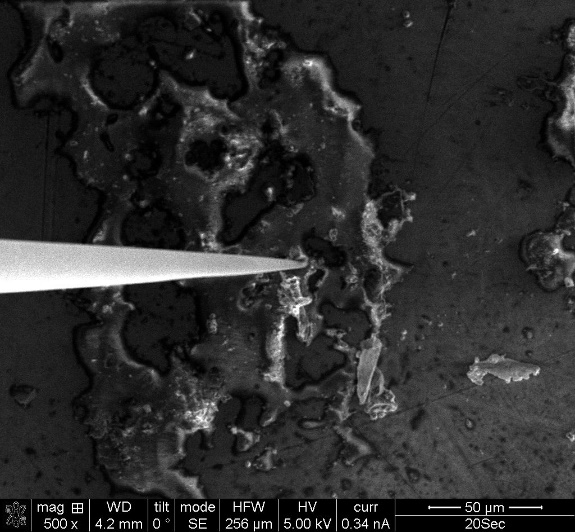 mag WD tilt mode HFW HV curr 50 µm
500 x 4.2 mm 0 ° SE 256 µm 5.00 kV 0.34 nA 20Sec